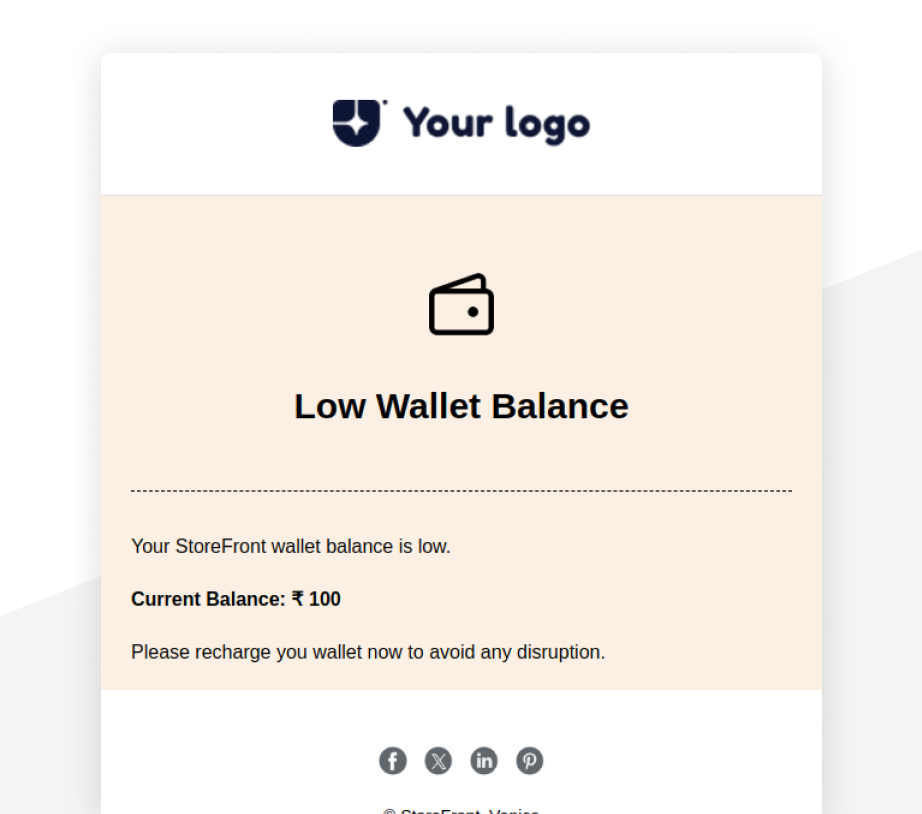 Your logo
Low Wallet Balance
Your StoreFront wallet balance is low.
Current Balance: ₹ 100
Please recharge you wallet now to avoid any disruption.
© StoreFront, Venice